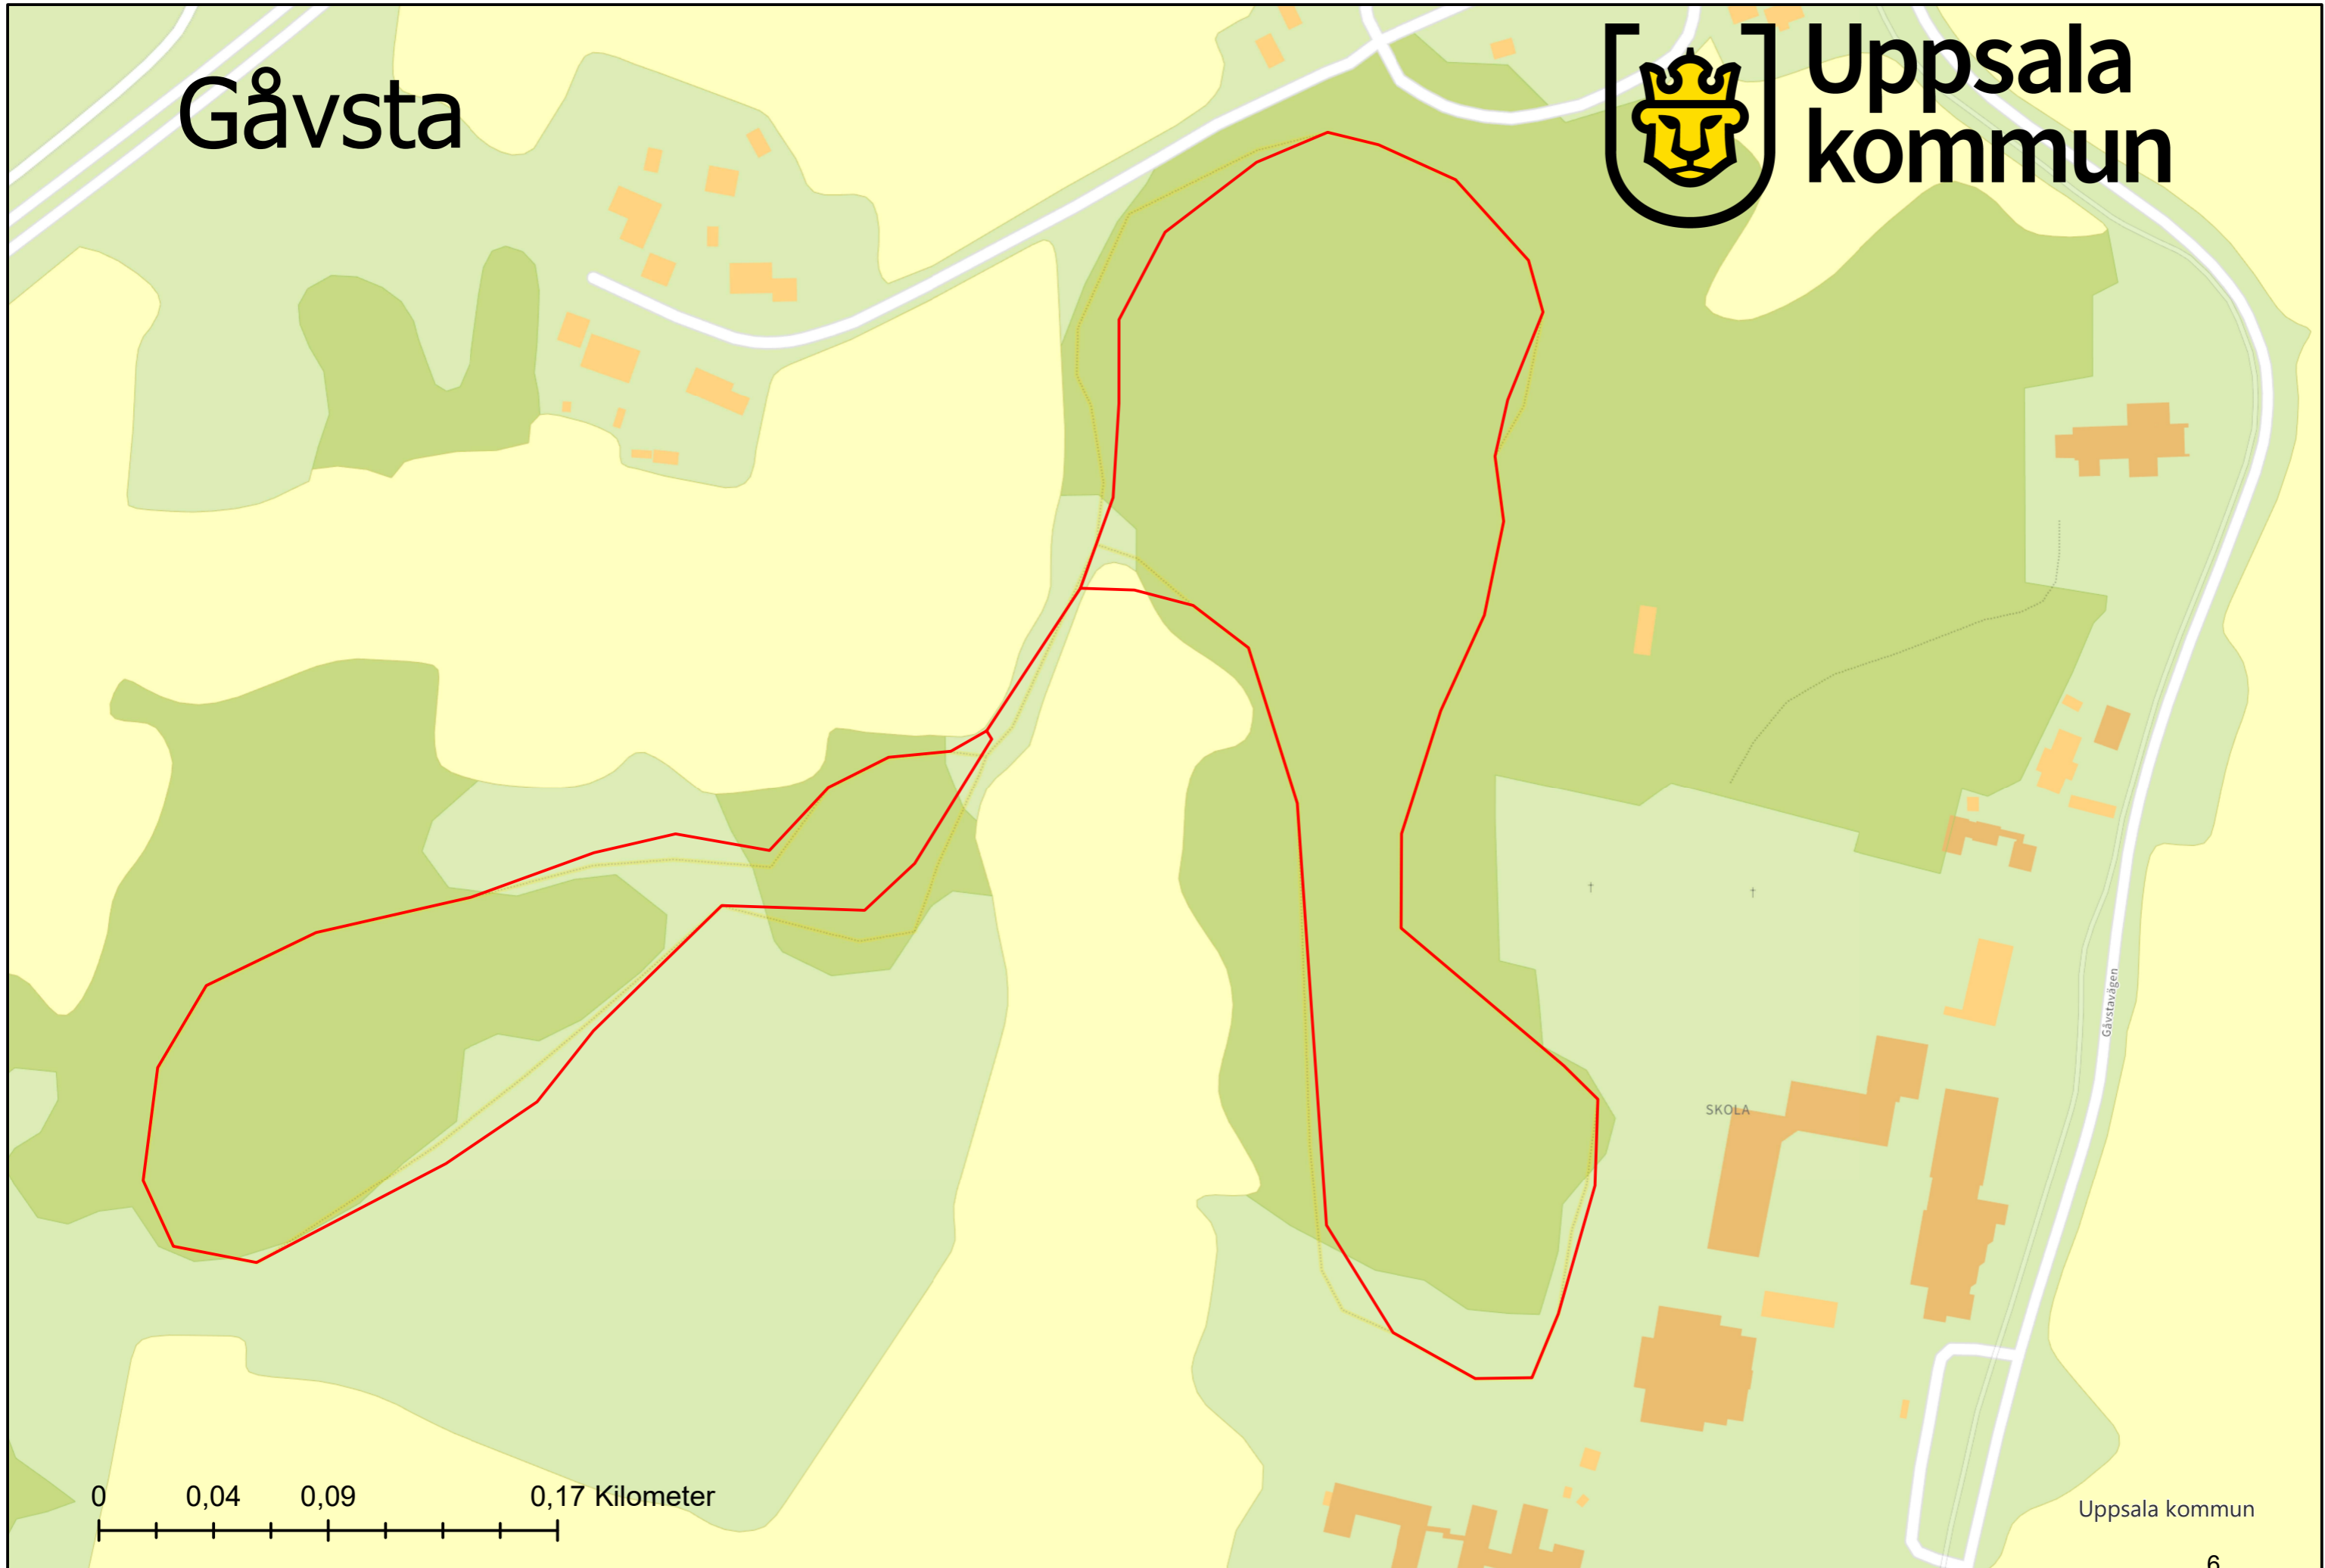 Gåvsta
Uppsala
kommun
Gåvstavägen
SKOLA
0 0,04 0,09 0,17 Kilometer
Uppsala kommun
6